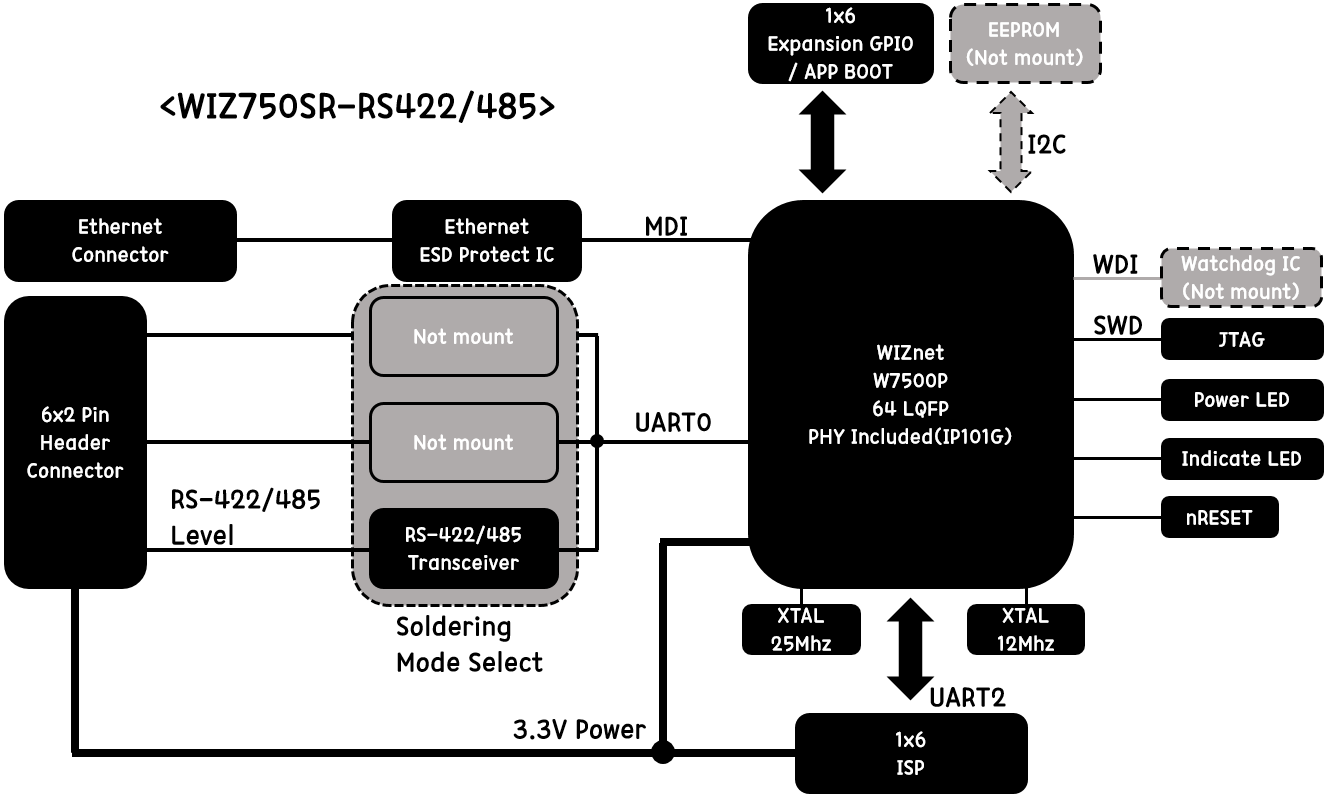 1x6
Expansion GPIO
/ APP BOOT
EEPROM
(Not mount)
<WIZ750SR-RS422/485>
I2C
Ethernet
Connector
Ethernet
ESD Protect IC
MDI
WDI
Watchdog IC
(Not mount)
SWD
JTAG
Not mount
WIZnet
W7500P
64 LQFP
PHY Included(IP101G)
Power LED
6x2 Pin
Header
Connector
Not mount
UART0
Indicate LED
RS-422/485
Level
RS-422/485
Transceiver
nRESET
Soldering
Mode Select
XTAL
25Mhz
XTAL
12Mhz
UART2
3.3V Power
1x6
ISP